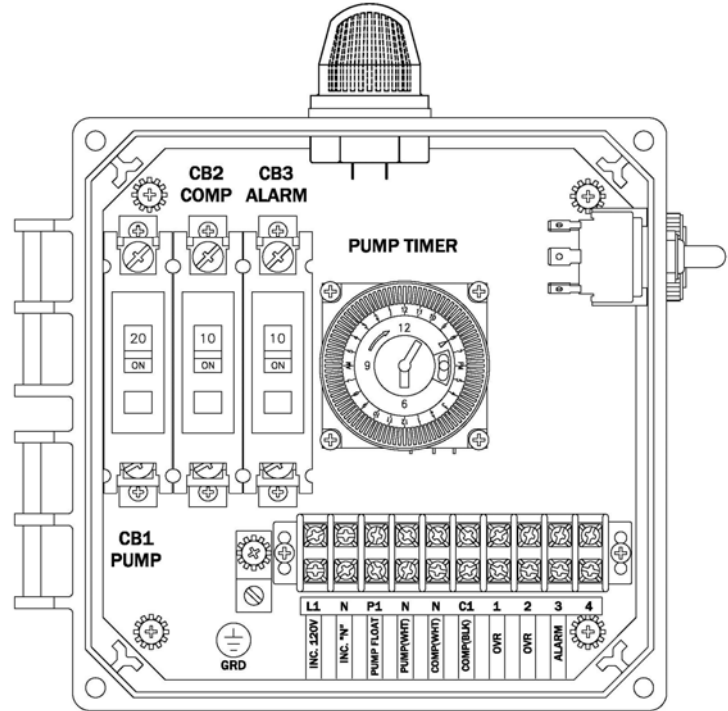 CB2
COMP
CB3
ALARM
PUMP TIMER
20
ON
10
ON
10
ON
12
9
6
CB1
PUMP
GRD
L1 N P1 N N C1 1 2 3 4
INC. 120V
INC. "N"
PUMP FLOAT
PUMP(WHT)
COMP(WHT)
COMP(BLK)
OVR
OVR
ALARM